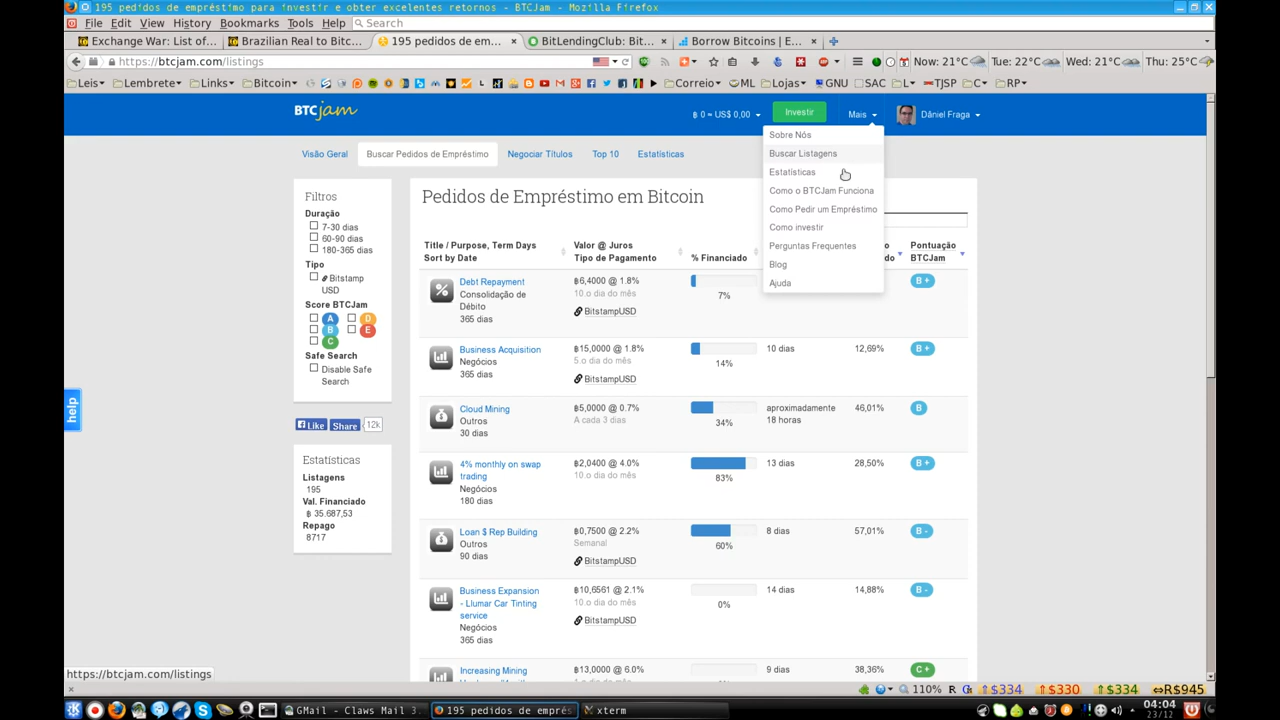 195 pedidos de empréstimo para investir e obter excelentes retornos - BTCJam - Mozilla Firefox
File Edit View History Bookmarks Tools Help Search
Exchange War: List of... Brazilian Real to Bitc... 195 pedidos de em... BitLendingClub: Bit... Borrow Bitcoins | E...
https://btcjam.com/listings Now: 21°C Tue: 22°C Wed: 21°C Thu: 25°C
Leis Lembrete Links Bitcoin Correio ML Lojas GNU SAC L TJSP C RP
BTCjam
฿ 0 = US$ 0,00 Investir Mais Dâniel Fraga
Sobre Nós
Buscar Listagens
Estatísticas
Como o BTCJam Funciona
Como Pedir um Empréstimo
Como investir
Perguntas Frequentes
Blog
Ajuda
Visão Geral Buscar Pedidos de Empréstimo Negociar Títulos Top 10 Estatísticas
Filtros
Duração
7-30 dias
60-90 dias
180-365 dias
Tipo
Bitstamp
USD
Score BTCJam
A D
B E
C
Safe Search
Disable Safe
Search
Like Share 12k
Estatísticas
Listagens
195
Val. Financiado
฿ 35.687,53
Repago
8717
help
Pedidos de Empréstimo em Bitcoin
Title / Purpose, Term Days
Sort by Date
Valor @ Juros
Tipo de Pagamento
% Financiado
Pontuação
BTCJam
Debt Repayment
Consolidação de
Débito
365 dias
฿6,4000 @ 1.8%
10.o dia do mês
BitstampUSD
7%
B +
Business Acquisition
Negócios
365 dias
฿15,0000 @ 1.8%
5.o dia do mês
BitstampUSD
14%
10 dias
12,69%
B +
Cloud Mining
Outros
30 dias
฿5,0000 @ 0.7%
A cada 3 dias
34%
aproximadamente
18 horas
46,01%
B
4% monthly on swap
trading
Negócios
180 dias
฿2,0400 @ 4.0%
10.o dia do mês
83%
13 dias
28,50%
B +
Loan $ Rep Building
Outros
90 dias
฿0,7500 @ 2.2%
Semanal
BitstampUSD
60%
8 dias
57,01%
B -
Business Expansion
- Llumar Car Tinting
service
Negócios
365 dias
฿10,6561 @ 2.1%
10.o dia do mês
BitstampUSD
0%
14 dias
14,88%
B -
Increasing Mining
฿13,0000 @ 6.0%
9 dias
38,36%
C +
https://btcjam.com/listings
110% R $334 $330 $334 R$945
GMail - Claws Mail 3. 195 pedidos de emprés xterm 04:04
23/12